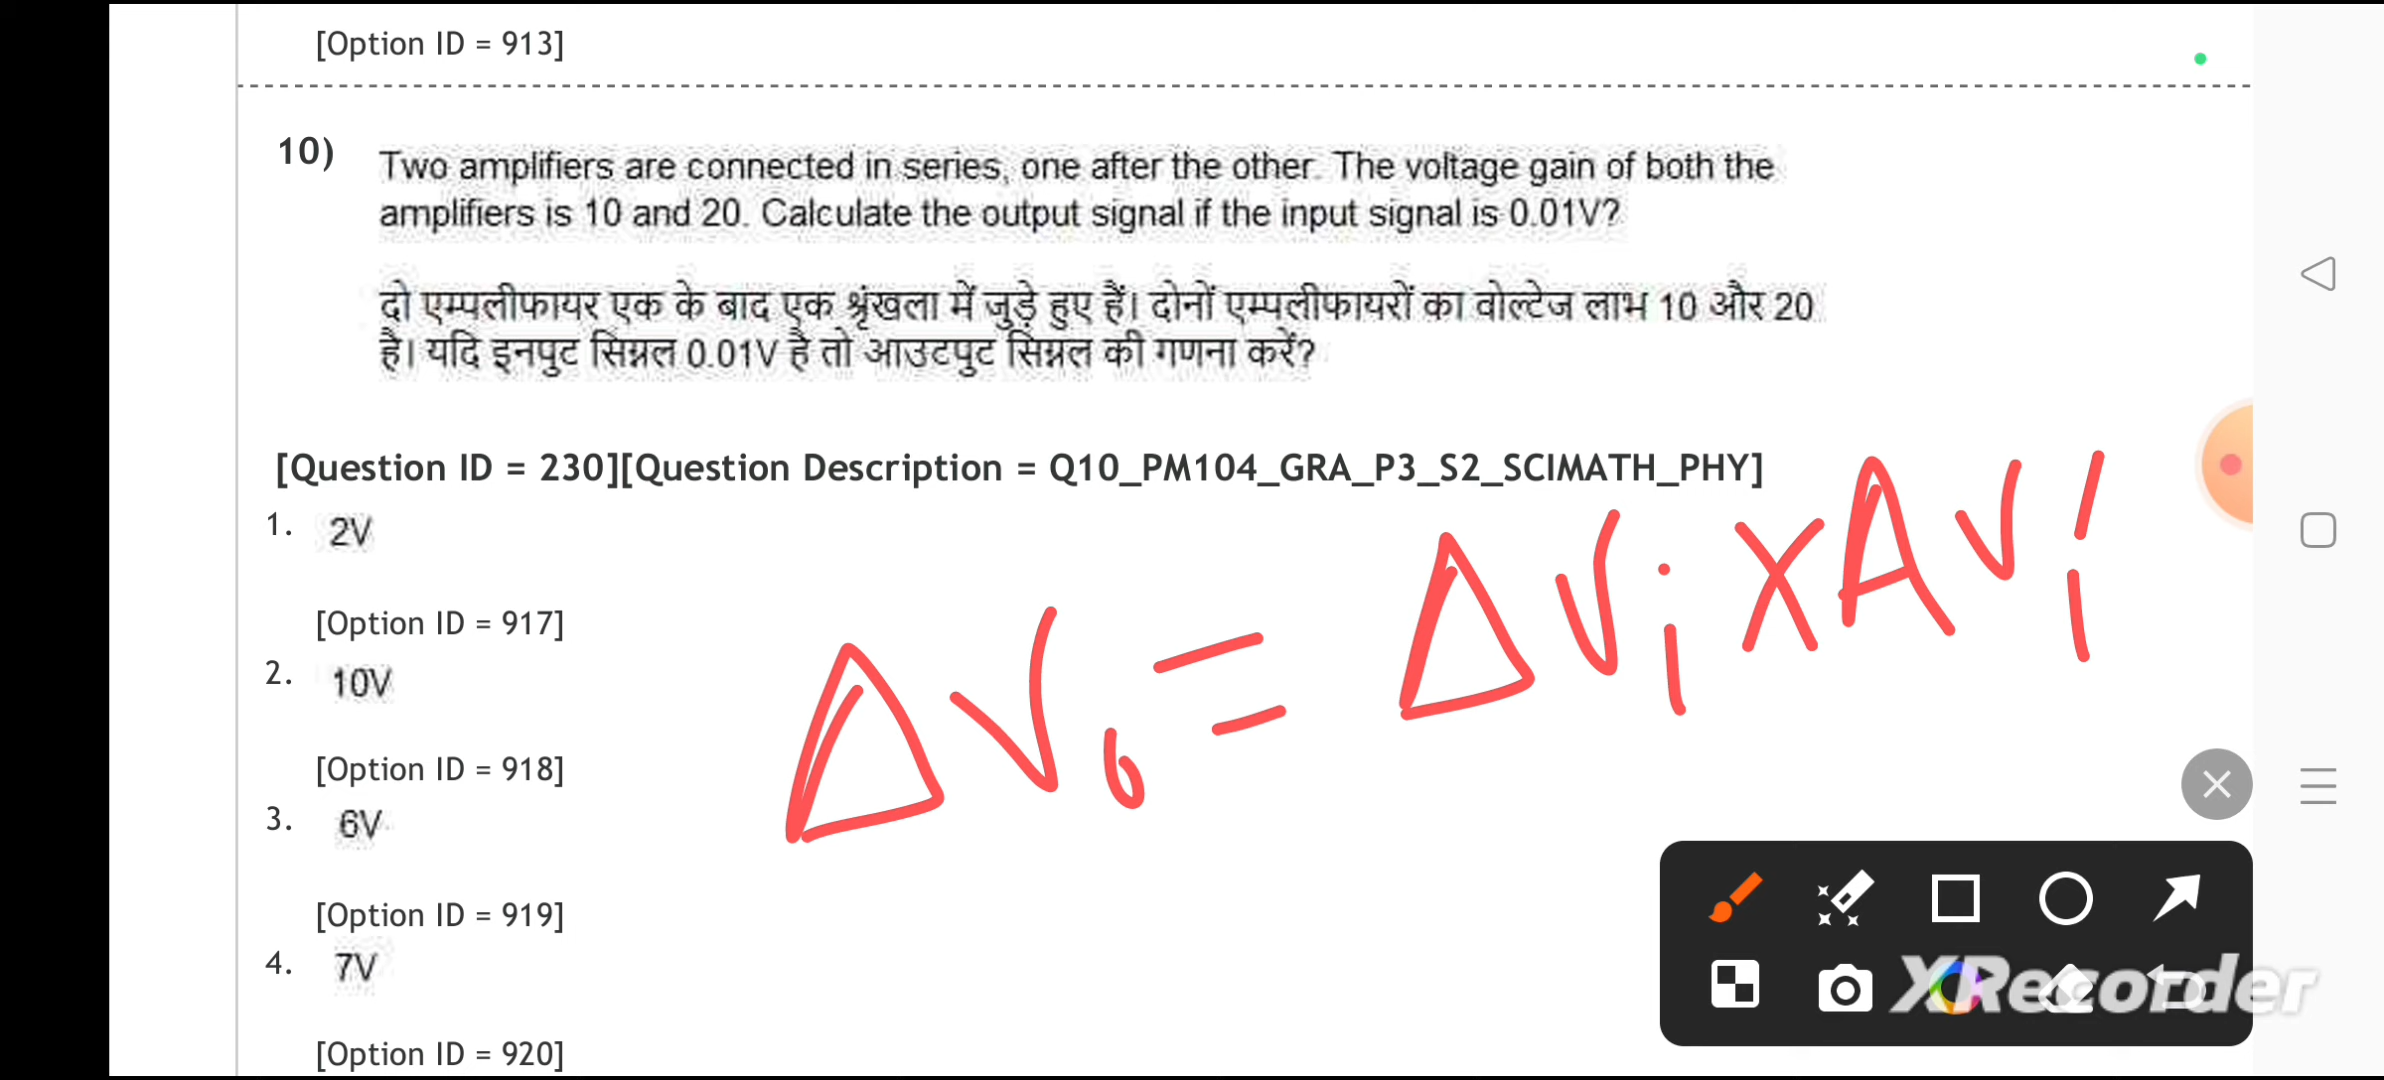 [Option ID = 913]
10) Two amplifiers are connected in series, one after the other. The voltage gain of both the
amplifiers is 10 and 20. Calculate the output signal if the input signal is 0.01V?
दो एम्पलीफायर एक के बाद एक श्रृंखला में जुड़े हुए हैं। दोनों एम्पलीफायरों का वोल्टेज लाभ 10 और 20
है। यदि इनपुट सिग्नल 0.01V है तो आउटपुट सिग्नल की गणना करें?
[Question ID = 230][Question Description = Q10_PM104_GRA_P3_S2_SCIMATH_PHY]
1. 2V
[Option ID = 917]
2. 10V
[Option ID = 918]
3. 6V
[Option ID = 919]
4. 7V
[Option ID = 920]
ΔV₀ = ΔVi × AVi
XRecorder